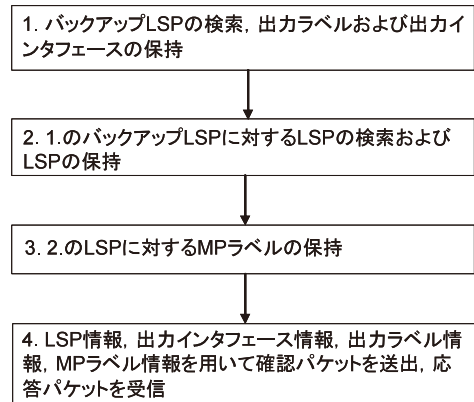 1. バックアップLSPの検索，出力ラベルおよび出力イ
ンタフェースの保持
2. 1.のバックアップLSPに対するLSPの検索および
LSPの保持
3. 2.のLSPに対するMPラベルの保持
4. LSP情報，出力インタフェース情報，出力ラベル情
報，MPラベル情報を用いて確認パケットを送出，応
答パケットを受信